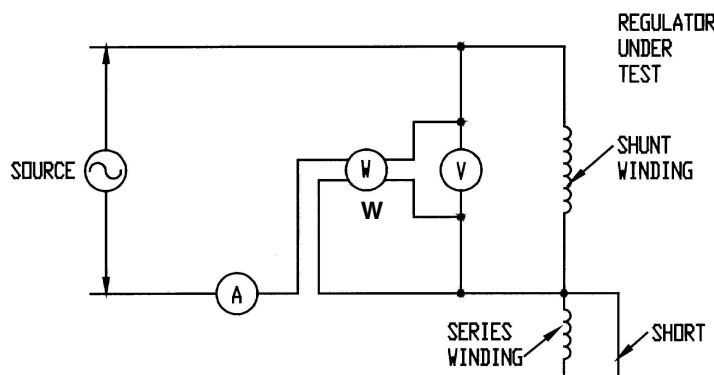 REGULATOR
UNDER
TEST
SOURCE
W
V
SHUNT
WINDING
W
A
SERIES
WINDING
SHORT